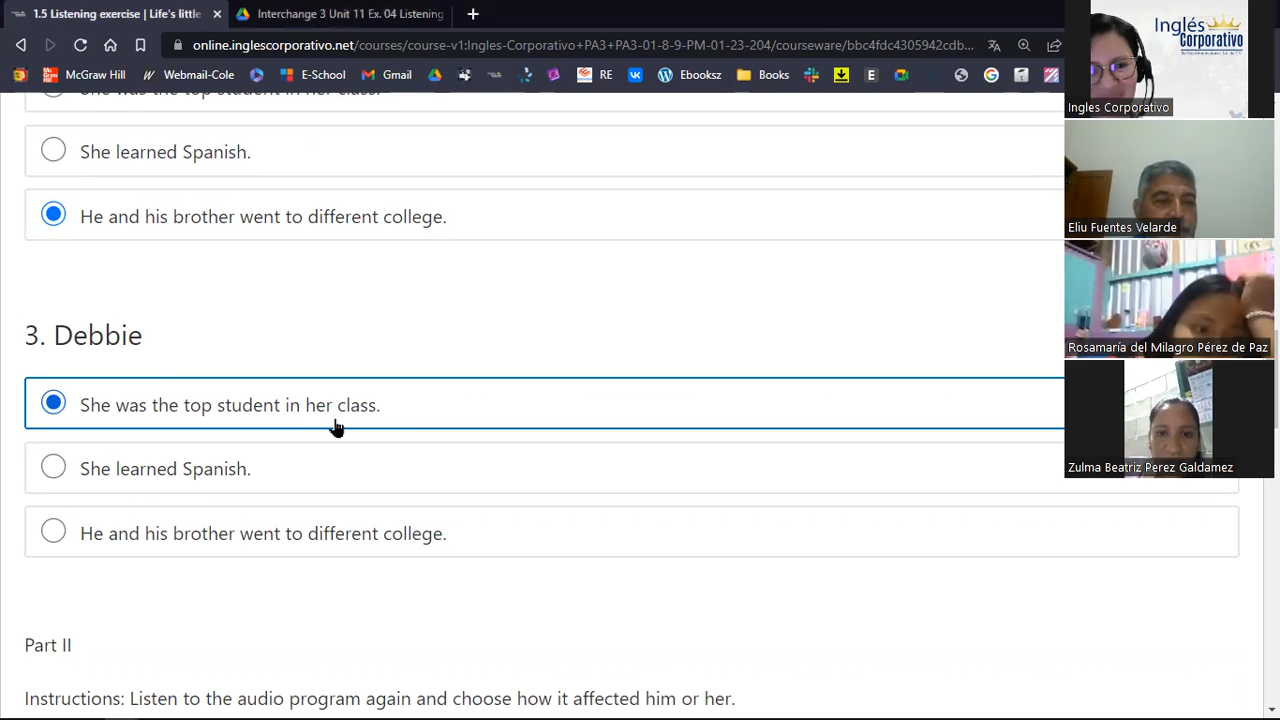 1.5 Listening exercise | Life's little
Interchange 3 Unit 11 Ex. 04 Listening
online.inglescorporativo.net/courses/course-v1:Ingles-Corporativo+PA3+PA3-01-8-9-PM-01-23-204/courseware/bbc4fdc4305942cdb...
McGraw Hill
Webmail-Cole
E-School
Gmail
RE
WordPress
Ebooksz
Books
E
She was the top student in her class.
She learned Spanish.
He and his brother went to different college.
3. Debbie
She was the top student in her class.
She learned Spanish.
He and his brother went to different college.
Part II
Instructions: Listen to the audio program again and choose how it affected him or her.
Inglés
Corporativo
Ingles Corporativo
Eliu Fuentes Velarde
Rosamaría del Milagro Pérez de Paz
Zulma Beatriz Perez Galdamez